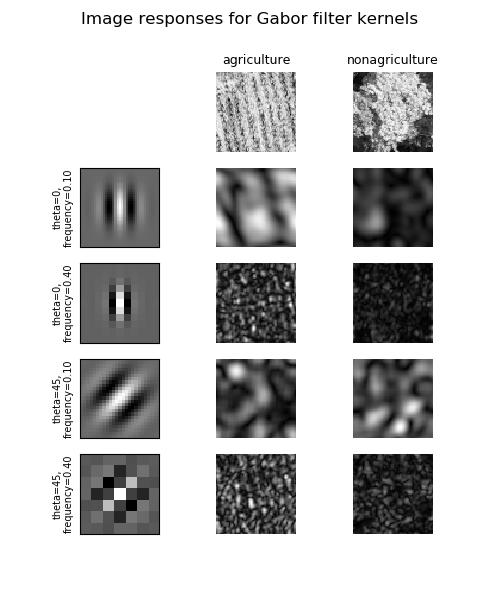 Image responses for Gabor filter kernels
agriculture
nonagriculture
theta=0,
frequency=0.10
theta=0,
frequency=0.40
theta=45,
frequency=0.10
theta=45,
frequency=0.40